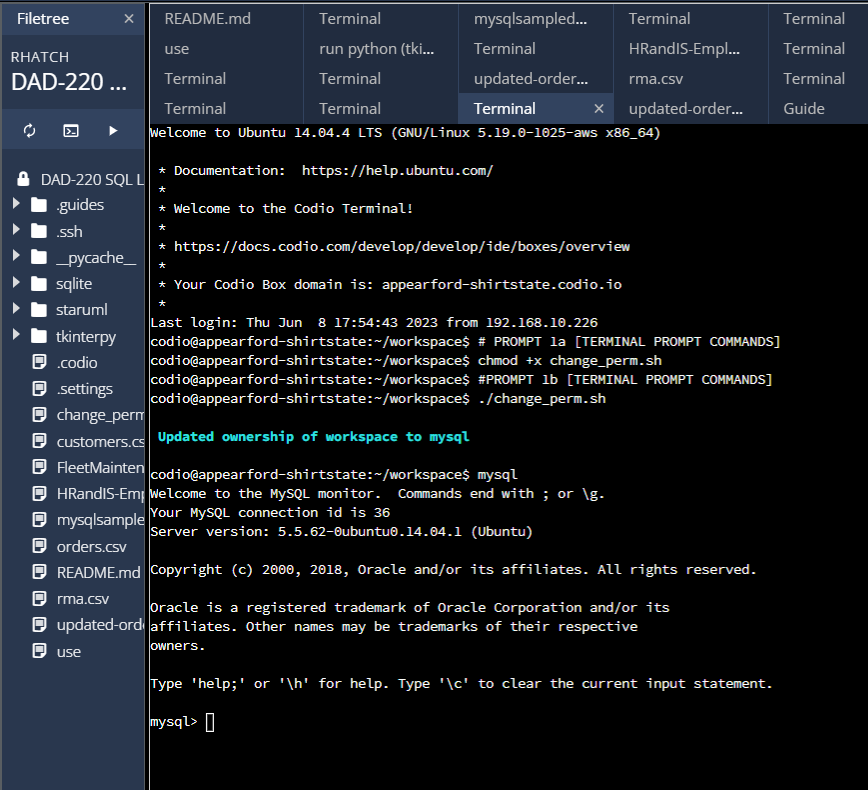 Filetree ×
RHATCH
DAD-220 ...
DAD-220 SQL L
.guides
.ssh
__pycache__
sqlite
staruml
tkinterpy
.codio
.settings
change_perm
customers.cs
FleetMainten
HRandIS-Emp
mysqlsample
orders.csv
README.md
rma.csv
updated-ord
use
README.md Terminal mysqlsampled... Terminal Terminal
use run python (tki... Terminal HRandIS-Empl... Terminal
Terminal Terminal updated-order... rma.csv Terminal
Terminal Terminal Terminal × updated-order... Guide
Welcome to Ubuntu 14.04.4 LTS (GNU/Linux 5.19.0-1025-aws x86_64)
* Documentation:  https://help.ubuntu.com/
*
* Welcome to the Codio Terminal!
*
* https://docs.codio.com/develop/develop/ide/boxes/overview
*
* Your Codio Box domain is: appearford-shirtstate.codio.io
*
Last login: Thu Jun  8 17:54:43 2023 from 192.168.10.226
codio@appearford-shirtstate:~/workspace$ # PROMPT 1a [TERMINAL PROMPT COMMANDS]
codio@appearford-shirtstate:~/workspace$ chmod +x change_perm.sh
codio@appearford-shirtstate:~/workspace$ #PROMPT 1b [TERMINAL PROMPT COMMANDS]
codio@appearford-shirtstate:~/workspace$ ./change_perm.sh
Updated ownership of workspace to mysql
codio@appearford-shirtstate:~/workspace$ mysql
Welcome to the MySQL monitor.  Commands end with ; or \g.
Your MySQL connection id is 36
Server version: 5.5.62-0ubuntu0.14.04.1 (Ubuntu)
Copyright (c) 2000, 2018, Oracle and/or its affiliates. All rights reserved.
Oracle is a registered trademark of Oracle Corporation and/or its
affiliates. Other names may be trademarks of their respective
owners.
Type 'help;' or '\h' for help. Type '\c' to clear the current input statement.
mysql>